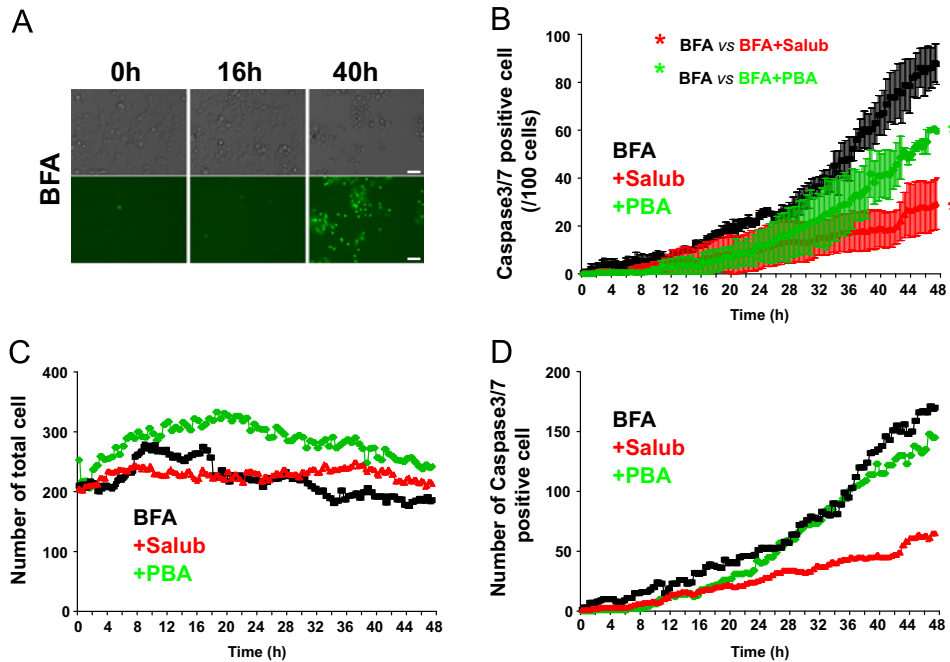 A
0h 16h 40h
BFA
B
* BFA vs BFA+Salub
* BFA vs BFA+PBA
BFA
+Salub
+PBA
Caspase3/7 positive cell
(/100 cells)
100
80
60
40
20
0
0 4 8 12 16 20 24 28 32 36 40 44 48
Time (h)
C
Number of total cell
400
300
200
100
0
BFA
+Salub
+PBA
0 4 8 12 16 20 24 28 32 36 40 44 48
Time (h)
D
Number of Caspase3/7
positive cell
200
150
100
50
0
BFA
+Salub
+PBA
0 4 8 12 16 20 24 28 32 36 40 44 48
Time (h)